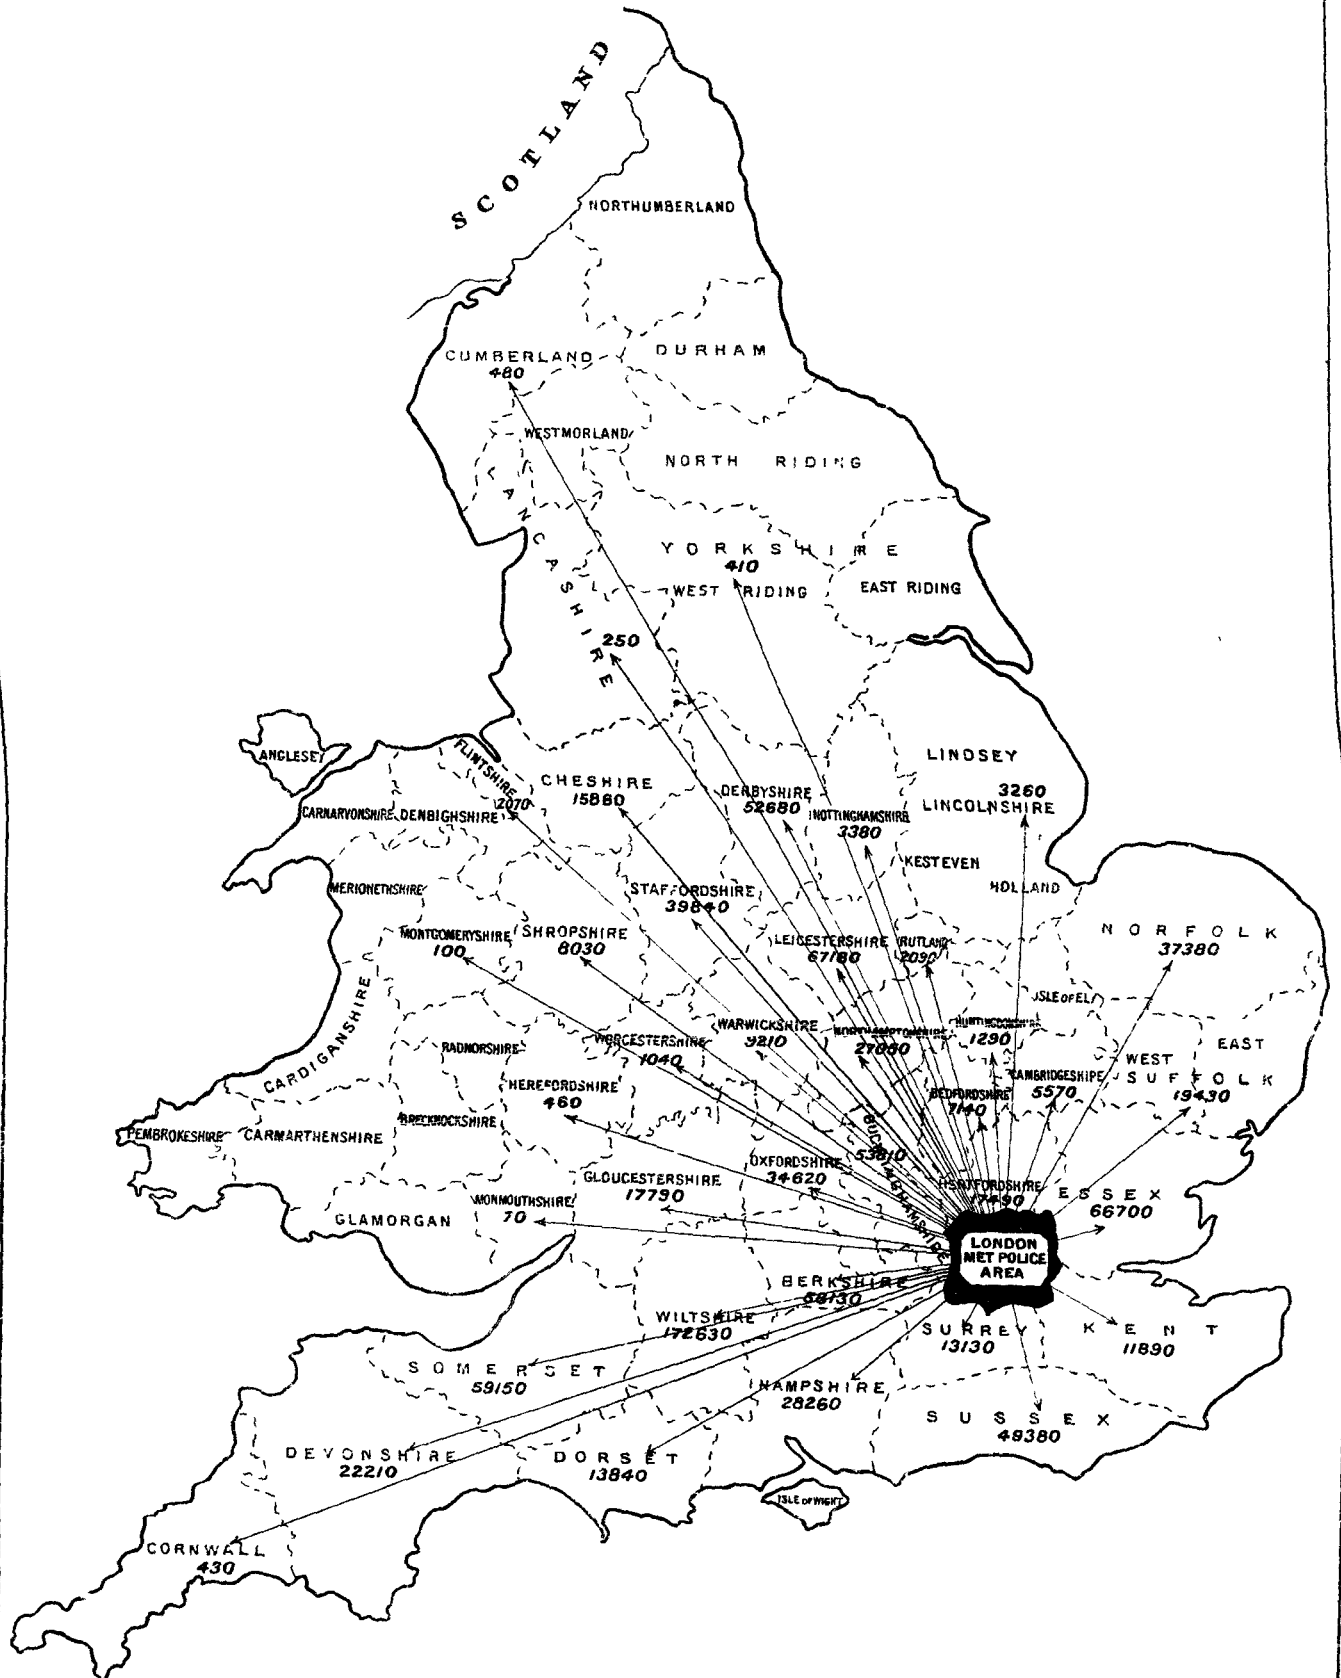 SCOTLAND
NORTHUMBERLAND
CUMBERLAND
480
DURHAM
WESTMORLAND
NORTH RIDING
LANCASHIRE
250
YORKSHIRE
410
WEST RIDING
EAST RIDING
ANGLESEY
FLINTSHIRE
2070
CHESHIRE
15880
DERBYSHIRE
52680
NOTTINGHAMSHIRE
3380
LINDSEY
3260
LINCOLNSHIRE
CARNARVONSHIRE
DENBIGHSHIRE
KESTEVEN
HOLLAND
MERIONETHSHIRE
STAFFORDSHIRE
39840
MONTGOMERYSHIRE
100
SHROPSHIRE
8030
LEICESTERSHIRE
67180
RUTLAND
2090
NORFOLK
37380
ISLE OF ELY
CARDIGANSHIRE
RADNORSHIRE
WORCESTERSHIRE
1040
WARWICKSHIRE
9210
NORTHAMPTONSHIRE
27050
HUNTINGDONSHIRE
1290
WEST
EAST
SUFFOLK
19430
HEREFORDSHIRE
460
BEDFORDSHIRE
7140
CAMBRIDGESHIRE
5570
PEMBROKESHIRE
CARMARTHENSHIRE
BRECKNOCKSHIRE
BUCKINGHAMSHIRE
53810
OXFORDSHIRE
34620
GLOUCESTERSHIRE
17790
HERTFORDSHIRE
17490
ESSEX
66700
MONMOUTHSHIRE
70
GLAMORGAN
LONDON
MET POLICE
AREA
BERKSHIRE
58130
WILTSHIRE
172630
SURREY
13130
KENT
11890
SOMERSET
59150
HAMPSHIRE
28260
SUSSEX
49380
DEVONSHIRE
22210
DORSET
13840
ISLE OF WIGHT
CORNWALL
430